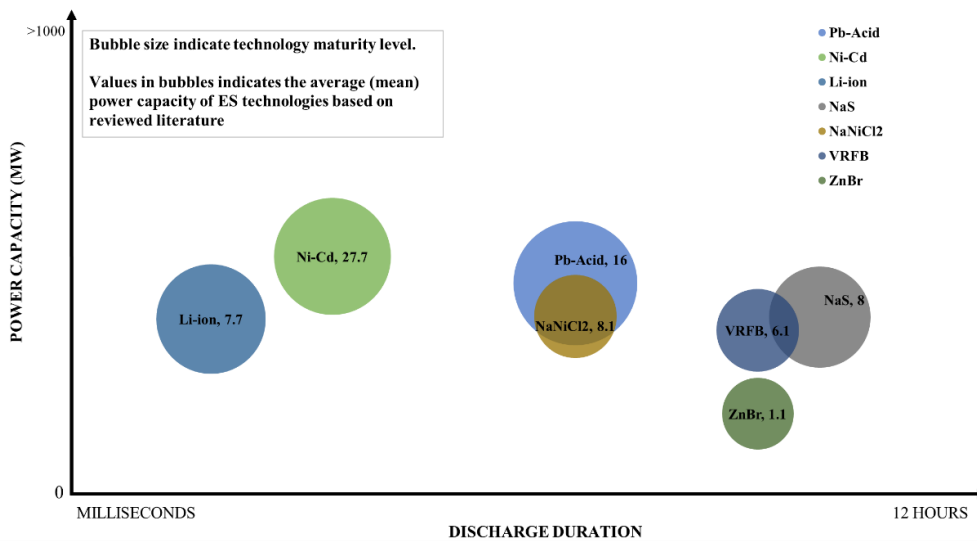 >1000
Bubble size indicate technology maturity level.
Values in bubbles indicates the average (mean)
power capacity of ES technologies based on
reviewed literature
Pb-Acid
Ni-Cd
Li-ion
NaS
NaNiCl2
VRFB
ZnBr
POWER CAPACITY (MW)
Ni-Cd, 27.7
Pb-Acid, 16
NaS, 8
Li-ion, 7.7
NaNiCl2, 8.1
VRFB, 6.1
ZnBr, 1.1
0
MILLISECONDS
12 HOURS
DISCHARGE DURATION